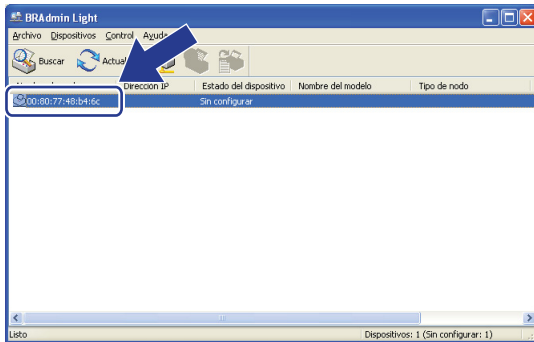 BRAdmin Light
Archivo Dispositivos Control Ayuda
Buscar
Dirección IP Estado del dispositivo Nombre del modelo Tipo de nodo
00:80:77:48:b4:6c Sin configurar
Listo Dispositivos: 1 (Sin configurar: 1)